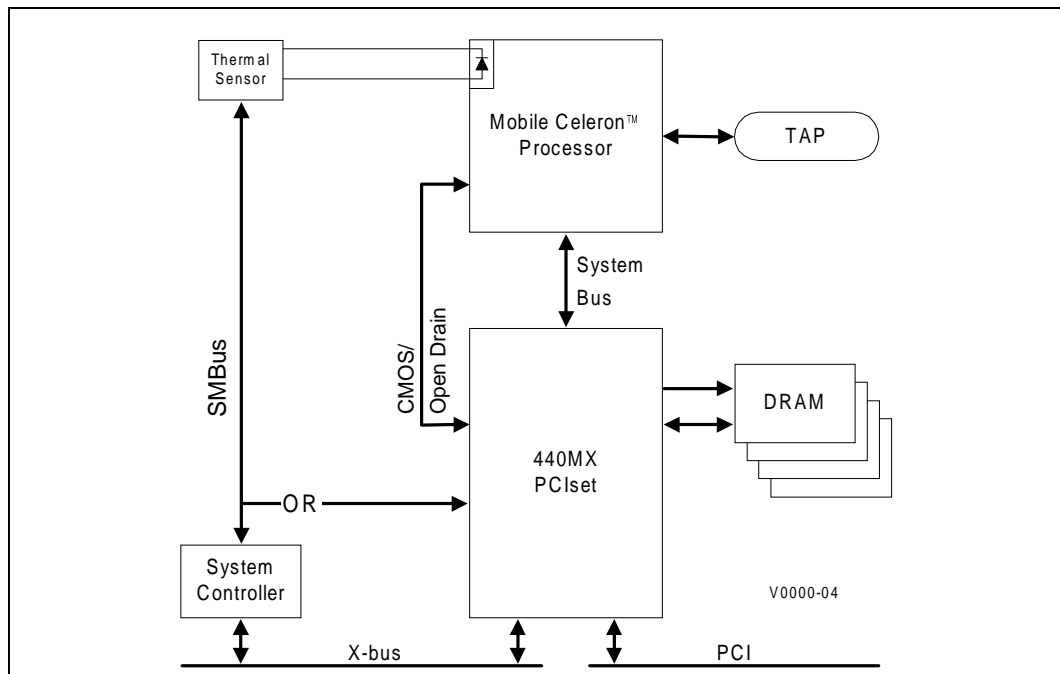 Thermal
Sensor
Mobile Celeron™
Processor
TAP
System
Bus
SMBus
CMOS/
Open Drain
DRAM
440MX
PCIset
OR
System
Controller
V0000-04
X-bus
PCI